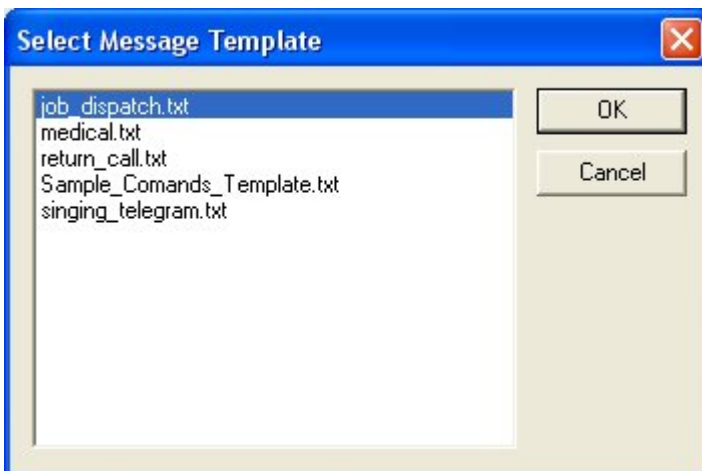 Select Message Template
job_dispatch.txt
medical.txt
return_call.txt
Sample_Comands_Template.txt
singing_telegram.txt
OK
Cancel